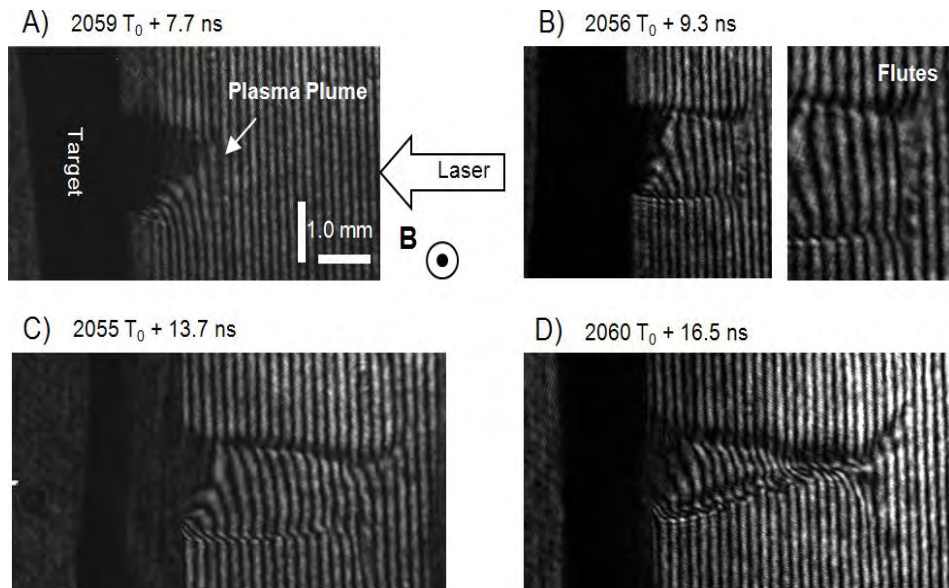 A) 2059 T₀ + 7.7 ns
B) 2056 T₀ + 9.3 ns
Plasma Plume
Target
1.0 mm
Laser
B
Flutes
C) 2055 T₀ + 13.7 ns
D) 2060 T₀ + 16.5 ns